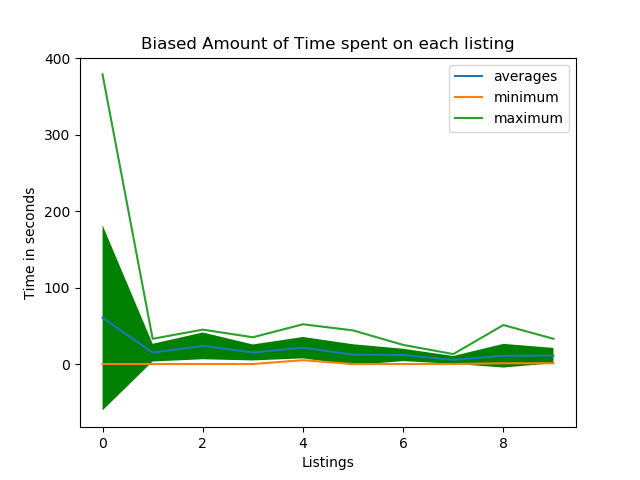 Biased Amount of Time spent on each listing
400
300
200
100
0
Time in seconds
averages
minimum
maximum
0 2 4 6 8
Listings